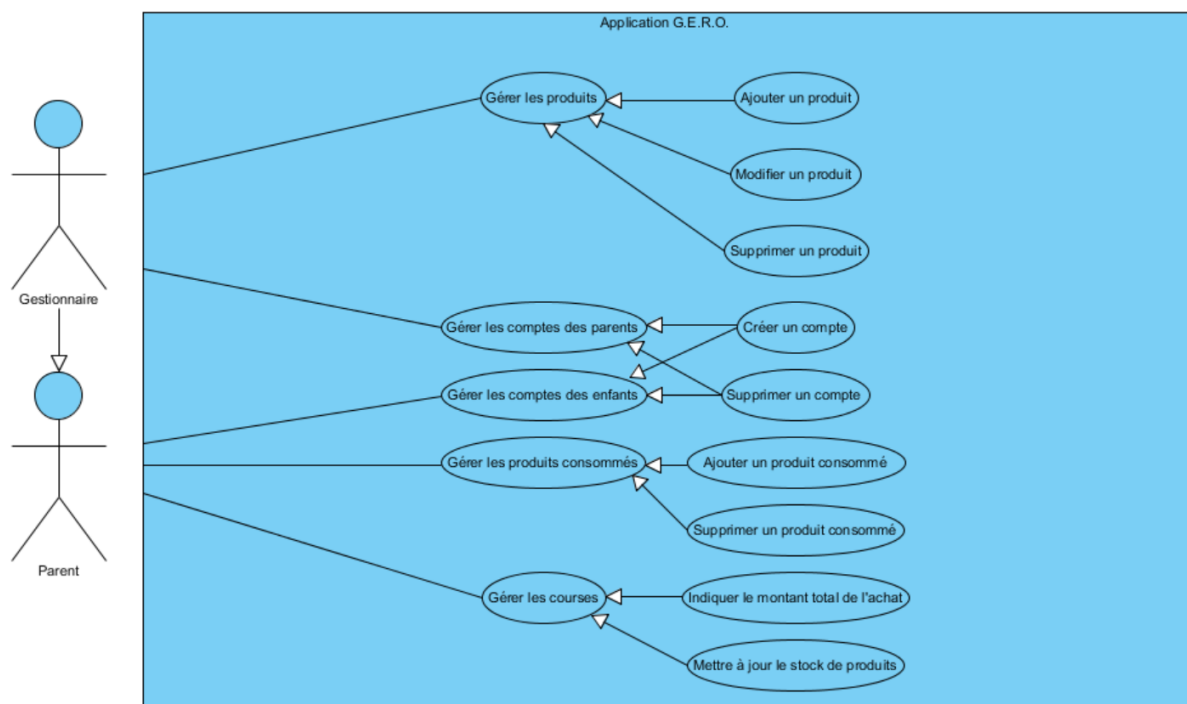 Application G.E.R.O.
Gérer les produits
Ajouter un produit
Modifier un produit
Supprimer un produit
Gestionnaire
Gérer les comptes des parents
Créer un compte
Gérer les comptes des enfants
Supprimer un compte
Gérer les produits consommés
Ajouter un produit consommé
Supprimer un produit consommé
Parent
Gérer les courses
Indiquer le montant total de l'achat
Mettre à jour le stock de produits